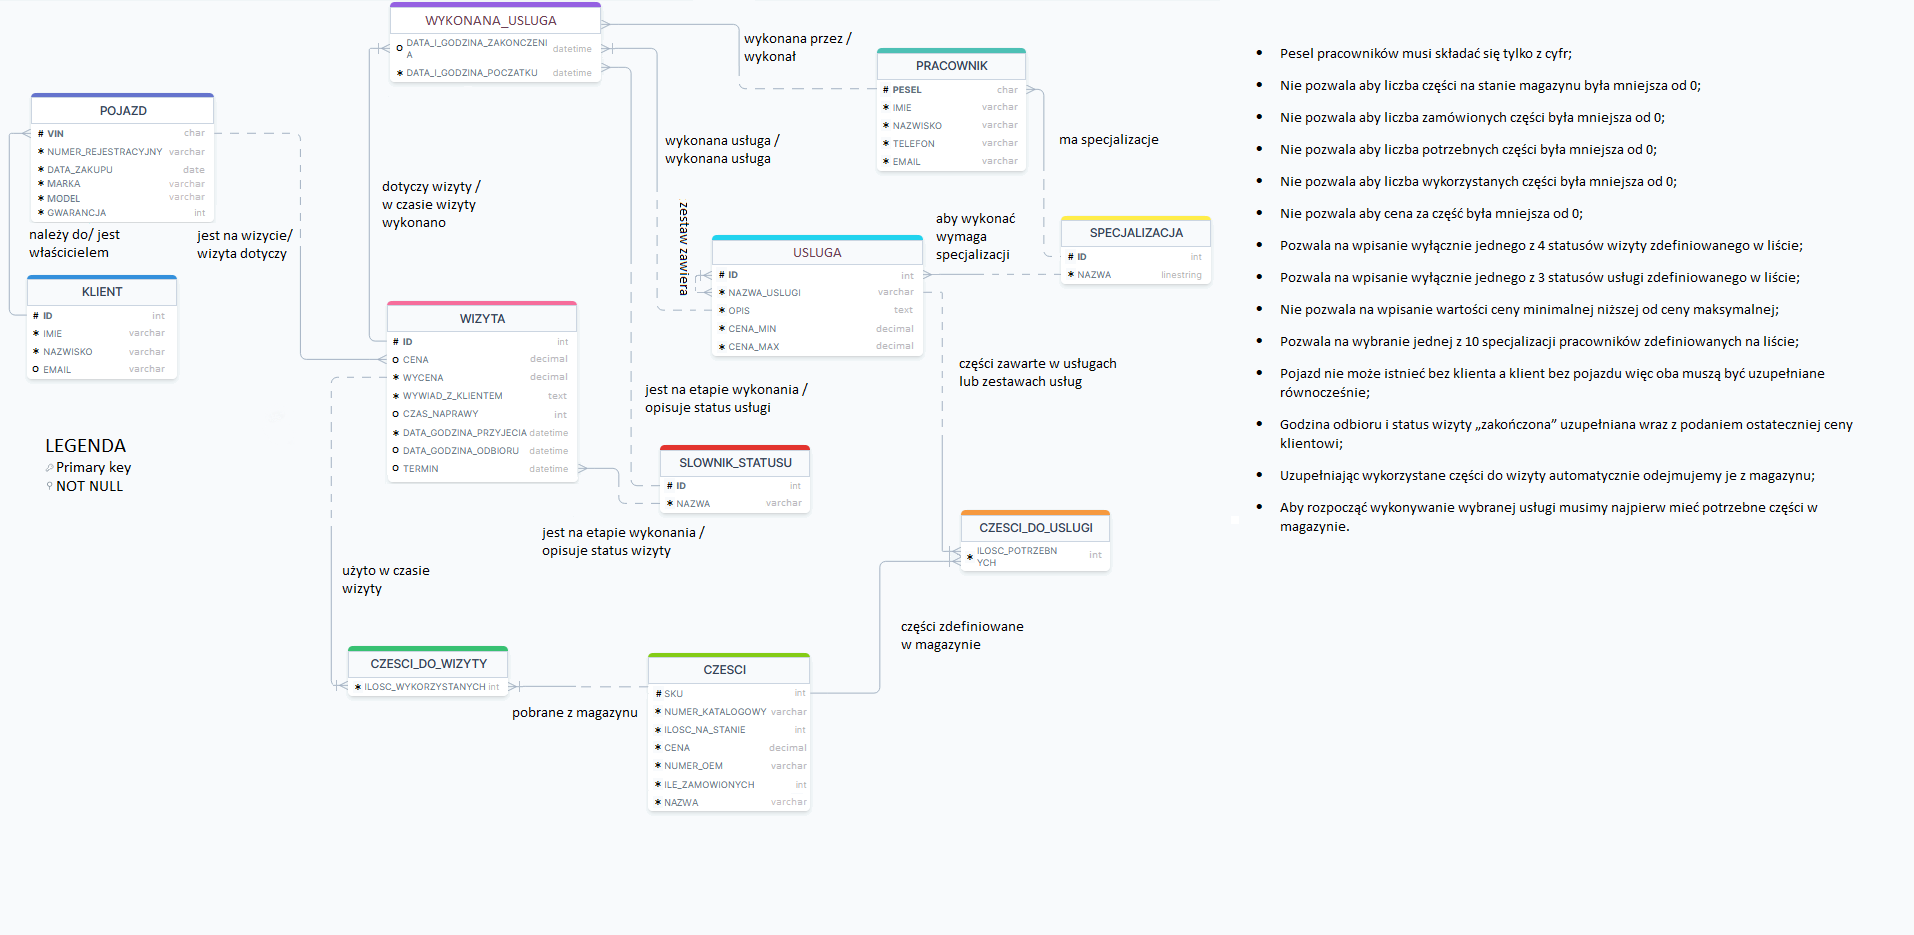 WYKONANA_USLUGA
DATA_I_GODZINA_ZAKONCZENI
A datetime
DATA_I_GODZINA_POCZATKU datetime
wykonana przez /
wykonał
PRACOWNIK
# PESEL char
* IMIE varchar
* NAZWISKO varchar
* TELEFON varchar
* EMAIL varchar
POJAZD
# VIN char
* NUMER_REJESTRACYJNY varchar
* DATA_ZAKUPU date
* MARKA varchar
* MODEL varchar
* GWARANCJA int
należy do/ jest
właścicielem
jest na wizycie/
wizyta dotyczy
KLIENT
# ID int
* IMIE varchar
* NAZWISKO varchar
o EMAIL varchar
dotyczy wizyty /
w czasie wizyty
wykonano
wykonana usługa /
wykonana usługa
ma specjalizacje
zestaw zawiera
aby wykonać
wymaga
specjalizacji
SPECJALIZACJA
# ID int
* NAZWA linestring
USLUGA
# ID int
* NAZWA_USLUGI varchar
* OPIS text
* CENA_MIN decimal
* CENA_MAX decimal
WIZYTA
# ID int
o CENA decimal
* WYCENA decimal
* WYWIAD_Z_KLIENTEM text
o CZAS_NAPRAWY int
* DATA_GODZINA_PRZYJECIA datetime
o DATA_GODZINA_ODBIORU datetime
o TERMIN datetime
jest na etapie wykonania /
opisuje status usługi
części zawarte w usługach
lub zestawach usług
LEGENDA
Primary key
NOT NULL
SLOWNIK_STATUSU
# ID int
* NAZWA varchar
jest na etapie wykonania /
opisuje status wizyty
CZESCI_DO_USLUGI
* ILOSC_POTRZEBN
YCH int
użyto w czasie
wizyty
części zdefiniowane
w magazynie
CZESCI_DO_WIZYTY
* ILOSC_WYKORZYSTANYCH int
pobrane z magazynu
CZESCI
# SKU int
* NUMER_KATALOGOWY varchar
* ILOSC_NA_STANIE int
* CENA decimal
* NUMER_OEM varchar
* ILE_ZAMOWIONYCH int
* NAZWA varchar
• Pesel pracowników musi składać się tylko z cyfr;
• Nie pozwala aby liczba części na stanie magazynu była mniejsza od 0;
• Nie pozwala aby liczba zamówionych części była mniejsza od 0;
• Nie pozwala aby liczba potrzebnych części była mniejsza od 0;
• Nie pozwala aby liczba wykorzystanych części była mniejsza od 0;
• Nie pozwala aby cena za część była mniejsza od 0;
• Pozwala na wpisanie wyłącznie jednego z 4 statusów wizyty zdefiniowanego w liście;
• Pozwala na wpisanie wyłącznie jednego z 3 statusów usługi zdefiniowanego w liście;
• Nie pozwala na wpisanie wartości ceny minimalnej niższej od ceny maksymalnej;
• Pozwala na wybranie jednej z 10 specjalizacji pracowników zdefiniowanych na liście;
• Pojazd nie może istnieć bez klienta a klient bez pojazdu więc oba muszą być uzupełniane
równocześnie;
• Godzina odbioru i status wizyty „zakończona” uzupełniana wraz z podaniem ostateczniej ceny
klientowi;
• Uzupełniając wykorzystane części do wizyty automatycznie odejmujemy je z magazynu;
• Aby rozpocząć wykonywanie wybranej usługi musimy najpierw mieć potrzebne części w
magazynie.